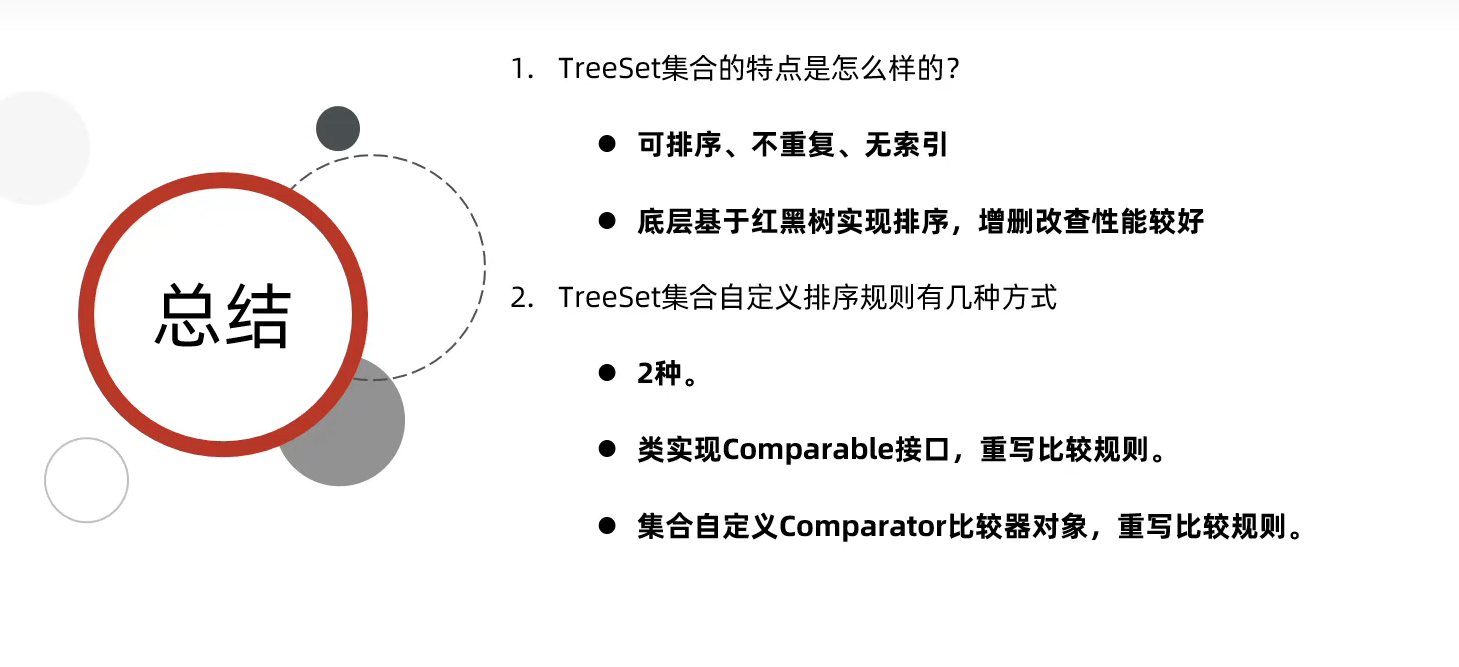 总结
1. TreeSet集合的特点是怎么样的？
● 可排序、不重复、无索引
● 底层基于红黑树实现排序，增删改查性能较好
2. TreeSet集合自定义排序规则有几种方式
● 2种。
● 类实现Comparable接口，重写比较规则。
● 集合自定义Comparator比较器对象，重写比较规则。